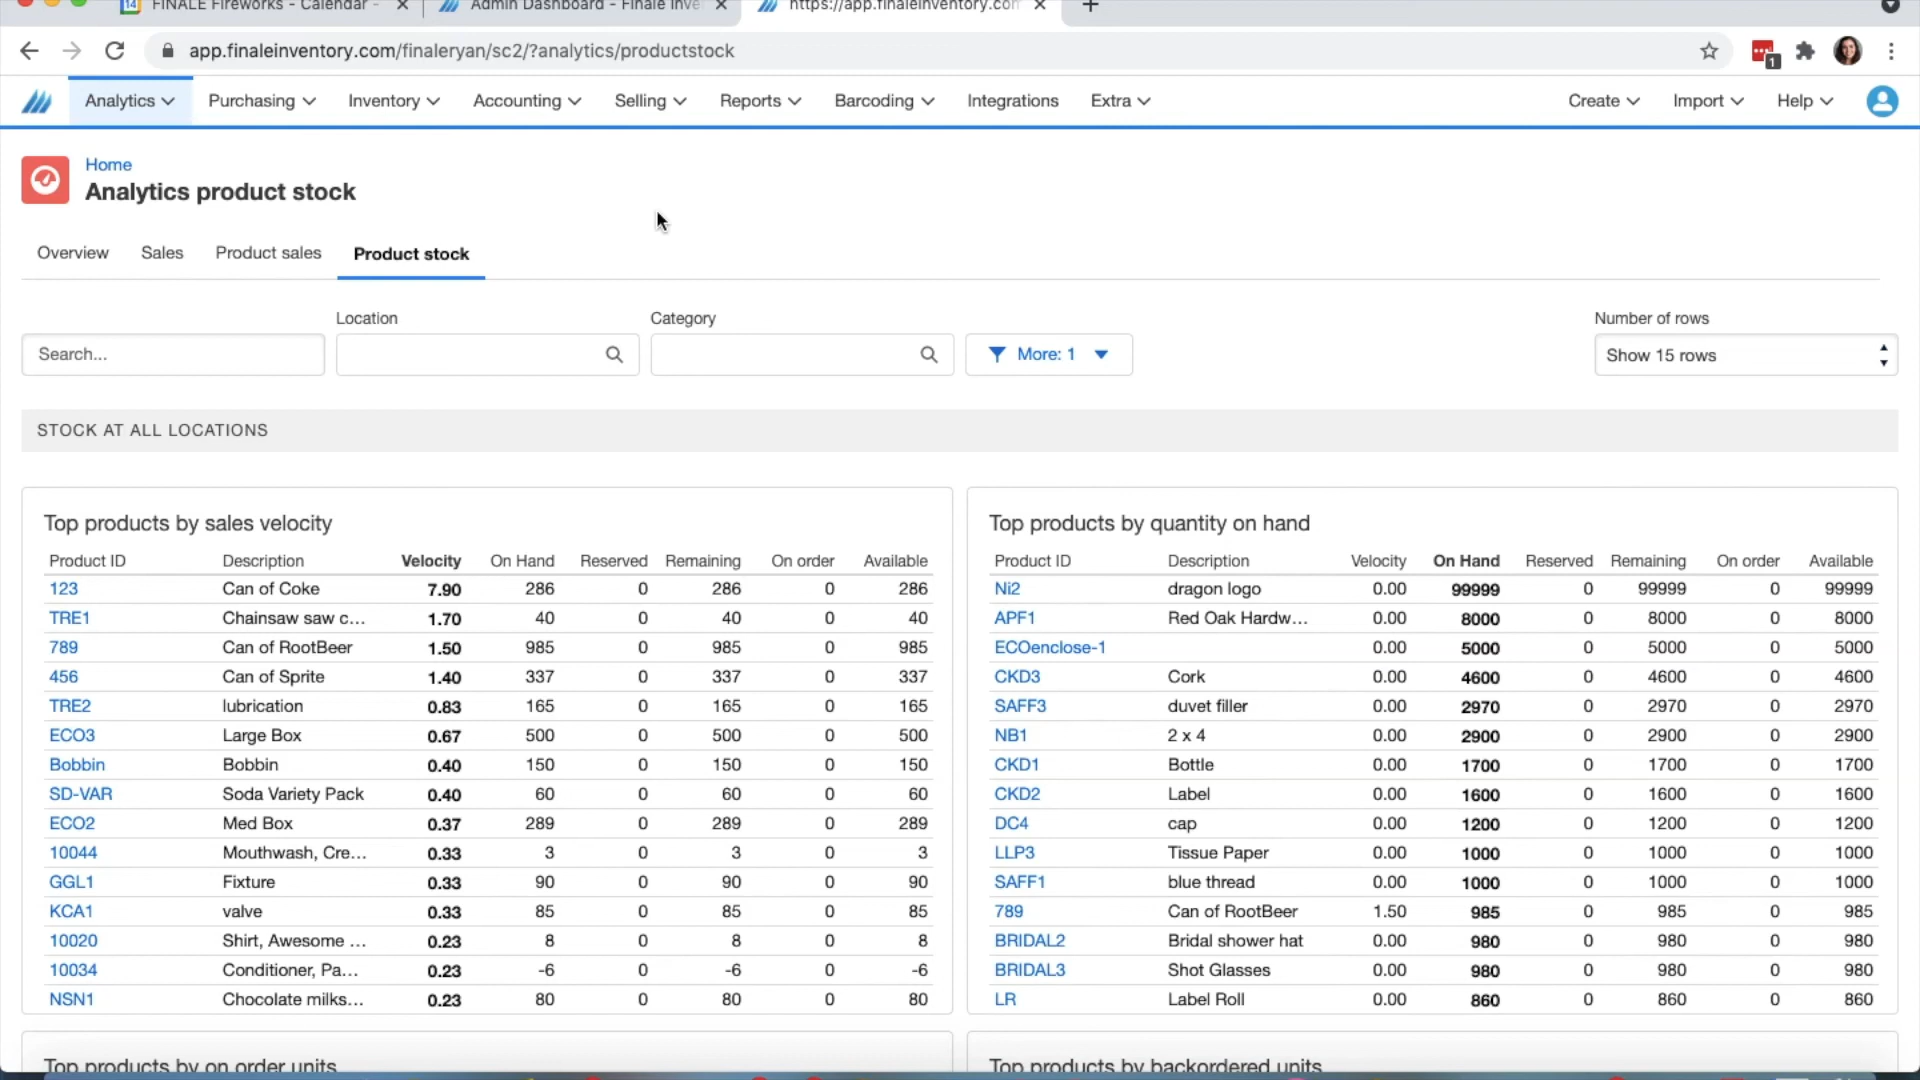 FINALE Fireworks - Calendar -
Admin Dashboard - Finale Inve
https://app.finaleinventory.com
app.finaleinventory.com/finaleryan/sc2/?analytics/productstock
1
Analytics Purchasing Inventory Accounting Selling Reports Barcoding Integrations Extra Create Import Help
Home
Analytics product stock
Overview Sales Product sales Product stock
Location Category Number of rows
Search... More: 1 Show 15 rows
STOCK AT ALL LOCATIONS
Top products by sales velocity
Product ID Description Velocity On Hand Reserved Remaining On order Available
123 Can of Coke 7.90 286 0 286 0 286
TRE1 Chainsaw saw c... 1.70 40 0 40 0 40
789 Can of RootBeer 1.50 985 0 985 0 985
456 Can of Sprite 1.40 337 0 337 0 337
TRE2 lubrication 0.83 165 0 165 0 165
ECO3 Large Box 0.67 500 0 500 0 500
Bobbin Bobbin 0.40 150 0 150 0 150
SD-VAR Soda Variety Pack 0.40 60 0 60 0 60
ECO2 Med Box 0.37 289 0 289 0 289
10044 Mouthwash, Cre... 0.33 3 0 3 0 3
GGL1 Fixture 0.33 90 0 90 0 90
KCA1 valve 0.33 85 0 85 0 85
10020 Shirt, Awesome ... 0.23 8 0 8 0 8
10034 Conditioner, Pa... 0.23 -6 0 -6 0 -6
NSN1 Chocolate milks... 0.23 80 0 80 0 80
Top products by quantity on hand
Product ID Description Velocity On Hand Reserved Remaining On order Available
Ni2 dragon logo 0.00 99999 0 99999 0 99999
APF1 Red Oak Hardw... 0.00 8000 0 8000 0 8000
ECOenclose-1 0.00 5000 0 5000 0 5000
CKD3 Cork 0.00 4600 0 4600 0 4600
SAFF3 duvet filler 0.00 2970 0 2970 0 2970
NB1 2 x 4 0.00 2900 0 2900 0 2900
CKD1 Bottle 0.00 1700 0 1700 0 1700
CKD2 Label 0.00 1600 0 1600 0 1600
DC4 cap 0.00 1200 0 1200 0 1200
LLP3 Tissue Paper 0.00 1000 0 1000 0 1000
SAFF1 blue thread 0.00 1000 0 1000 0 1000
789 Can of RootBeer 1.50 985 0 985 0 985
BRIDAL2 Bridal shower hat 0.00 980 0 980 0 980
BRIDAL3 Shot Glasses 0.00 980 0 980 0 980
LR Label Roll 0.00 860 0 860 0 860
Top products by on order units
Top products by backordered units